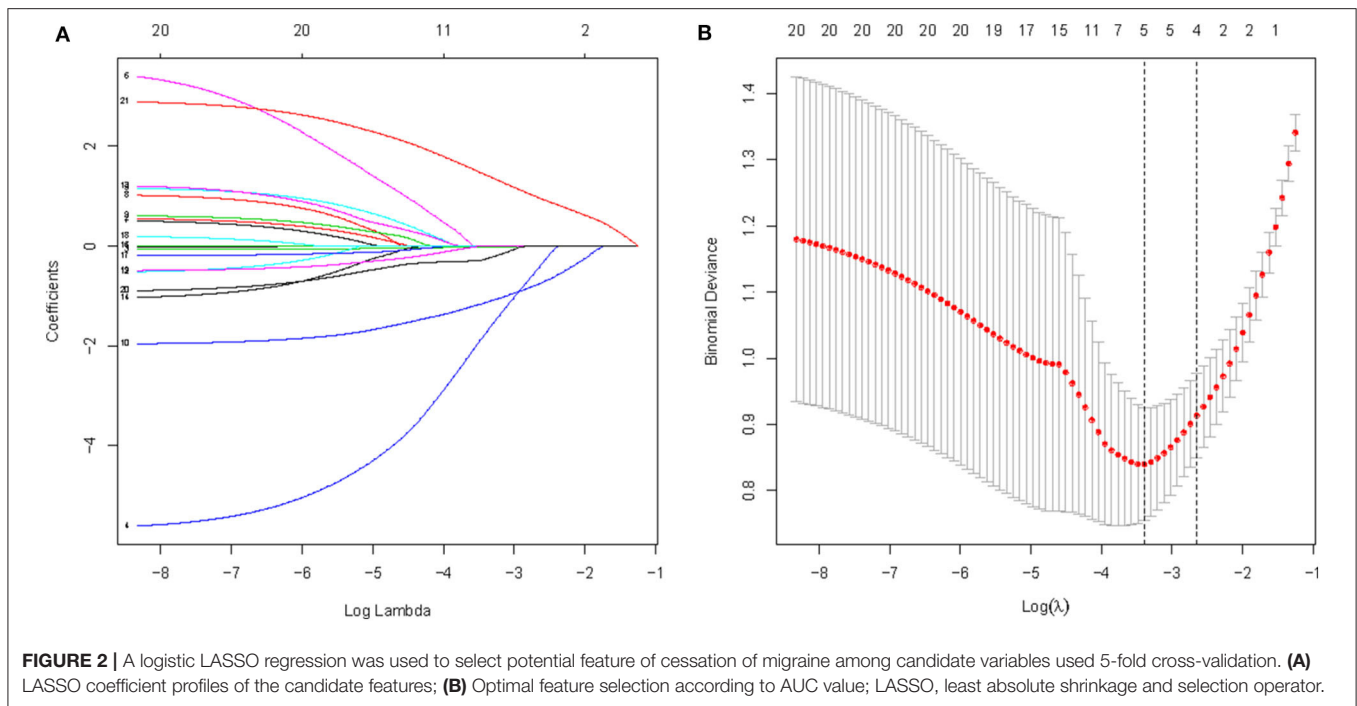 A
20 20 11 2
6
21
17
10
2
0
−2
−4
Coefficients
−8 −7 −6 −5 −4 −3 −2 −1
Log Lambda
B
20 20 20 20 20 20 19 17 15 11 7 5 5 4 2 2 1
1.4
1.3
1.2
1.1
1.0
0.9
0.8
Binomial Deviance
−8 −7 −6 −5 −4 −3 −2 −1
Log(λ)
FIGURE 2 | A logistic LASSO regression was used to select potential feature of cessation of migraine among candidate variables used 5-fold cross-validation. (A)
LASSO coefficient profiles of the candidate features; (B) Optimal feature selection according to AUC value; LASSO, least absolute shrinkage and selection operator.